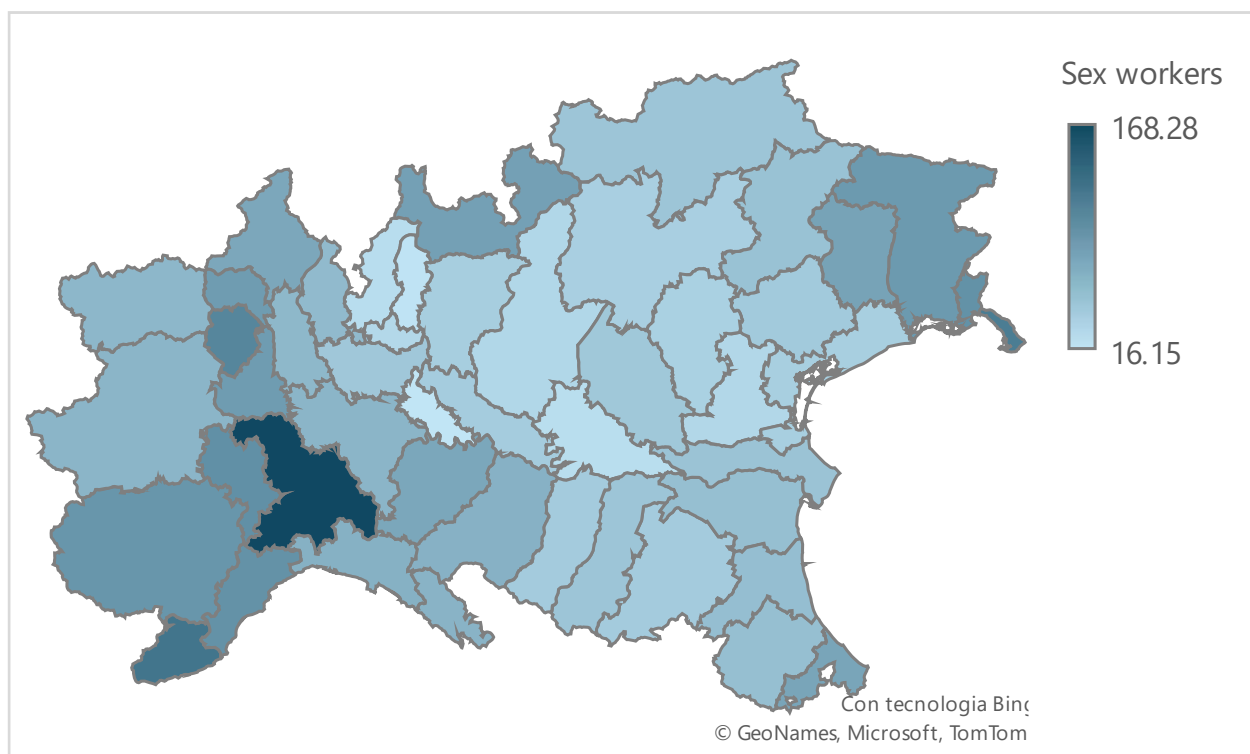 Sex workers
168.28
16.15
Con tecnologia Bing
© GeoNames, Microsoft, TomTom